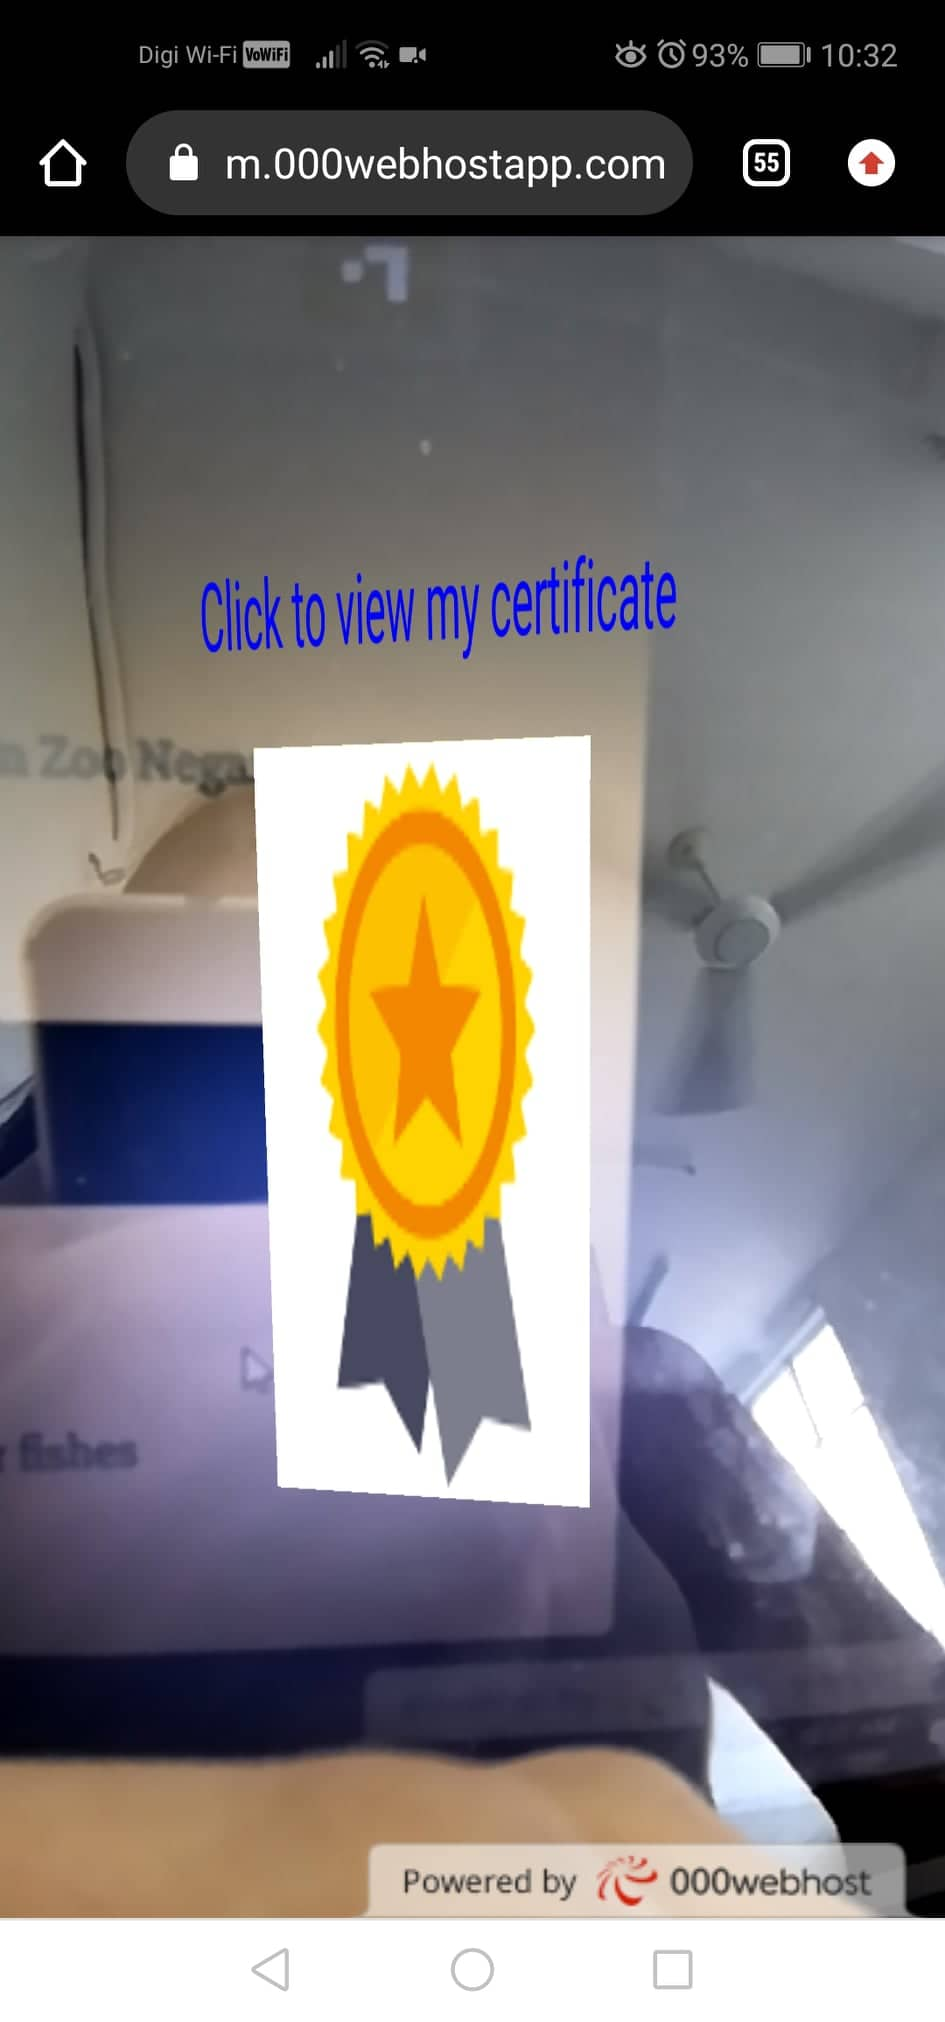 Digi Wi-Fi VoWiFi 93% 10:32
m.000webhostapp.com 55
Click to view my certificate
Zoo Nega
fishes
Powered by 000webhost